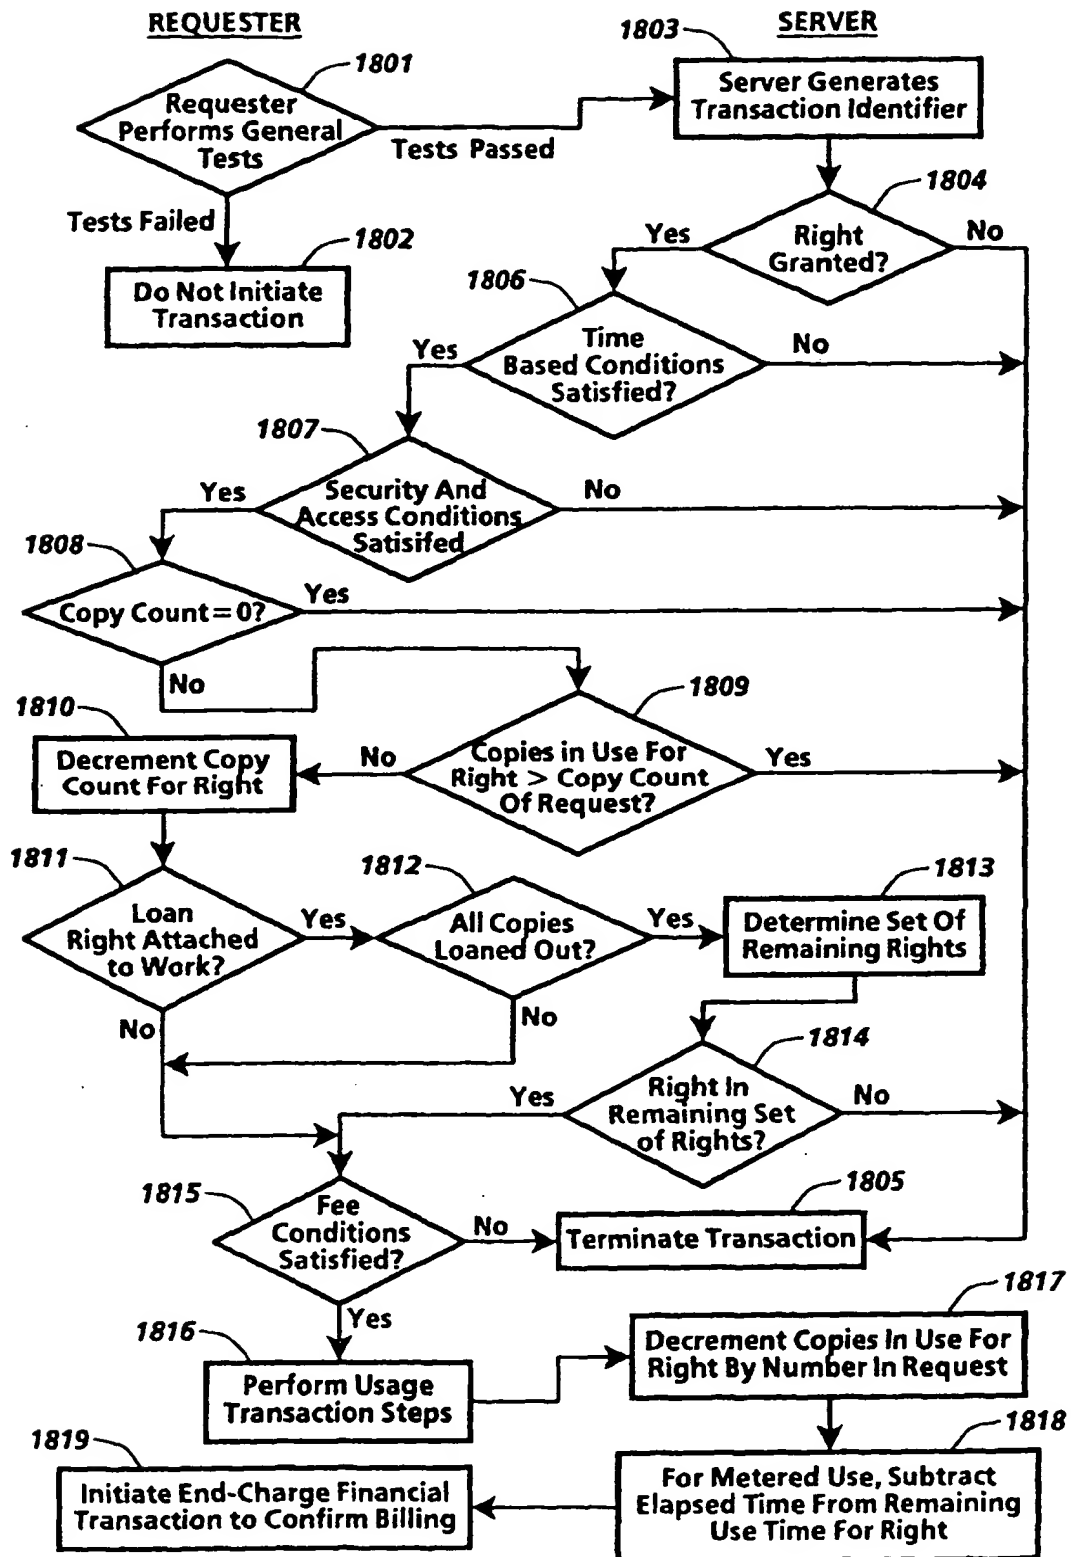 REQUESTER
SERVER
1801
1803
Requester
Performs General
Tests
Tests Passed
Server Generates
Transaction Identifier
Tests Failed
1802
Do Not Initiate
Transaction
1804
Right
Granted?
Yes
No
1806
Time
Based Conditions
Satisfied?
Yes
No
1807
Security And
Access Conditions
Satisifed
Yes
No
1808
Copy Count = 0?
Yes
No
1809
Copies in Use For
Right > Copy Count
Of Request?
No
Yes
1810
Decrement Copy
Count For Right
1811
Loan
Right Attached
to Work?
Yes
No
1812
All Copies
Loaned Out?
Yes
No
1813
Determine Set Of
Remaining Rights
1814
Right In
Remaining Set
of Rights?
Yes
No
1815
Fee
Conditions
Satisfied?
No
Yes
1805
Terminate Transaction
1816
Perform Usage
Transaction Steps
1817
Decrement Copies In Use For
Right By Number In Request
1818
For Metered Use, Subtract
Elapsed Time From Remaining
Use Time For Right
1819
Initiate End-Charge Financial
Transaction to Confirm Billing